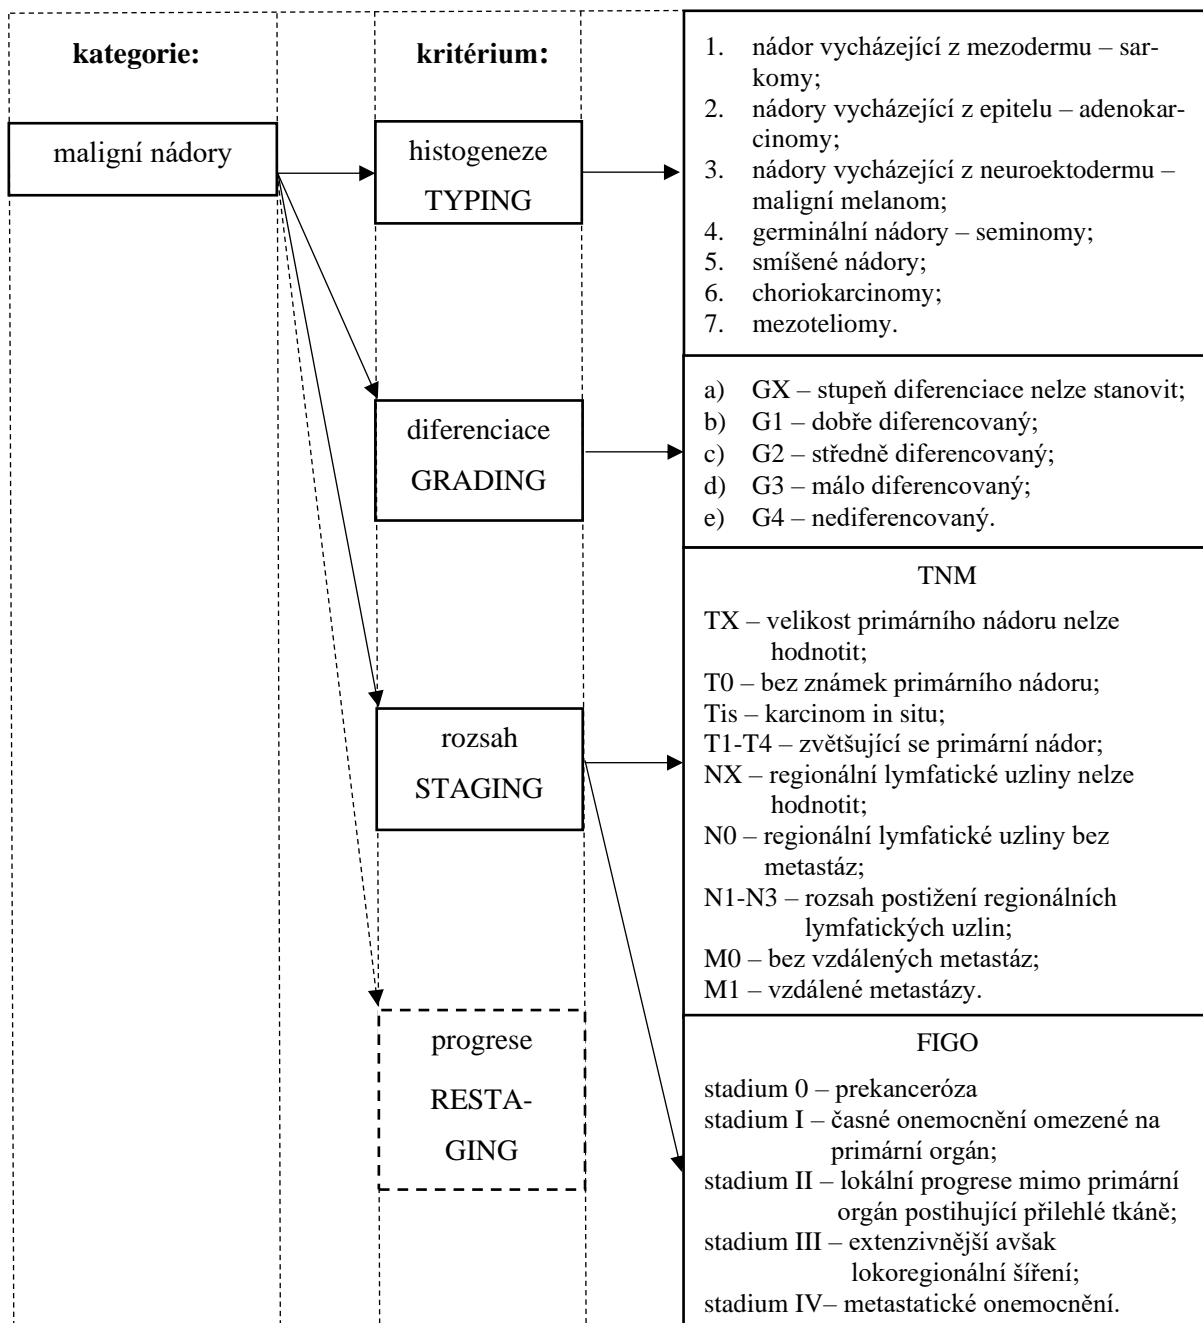 kategorie:
kritérium:
maligní nádory
histogeneze
TYPING
1. nádor vycházející z mezodermu – sar-
komy;
2. nádory vycházející z epitelu – adenokar-
cinomy;
3. nádory vycházející z neuroektodermu –
maligní melanom;
4. germinální nádory – seminomy;
5. smíšené nádory;
6. choriokarcinomy;
7. mezoteliomy.
diferenciace
GRADING
a) GX – stupeň diferenciace nelze stanovit;
b) G1 – dobře diferencovaný;
c) G2 – středně diferencovaný;
d) G3 – málo diferencovaný;
e) G4 – nediferencovaný.
rozsah
STAGING
TNM
TX – velikost primárního nádoru nelze
hodnotit;
T0 – bez známek primárního nádoru;
Tis – karcinom in situ;
T1-T4 – zvětšující se primární nádor;
NX – regionální lymfatické uzliny nelze
hodnotit;
N0 – regionální lymfatické uzliny bez
metastáz;
N1-N3 – rozsah postižení regionálních
lymfatických uzlin;
M0 – bez vzdálených metastáz;
M1 – vzdálené metastázy.
progrese
RESTA-
GING
FIGO
stadium 0 – prekanceróza
stadium I – časné onemocnění omezené na
primární orgán;
stadium II – lokální progrese mimo primární
orgán postihující přilehlé tkáně;
stadium III – extenzivnější avšak
lokoregionální šíření;
stadium IV– metastatické onemocnění.